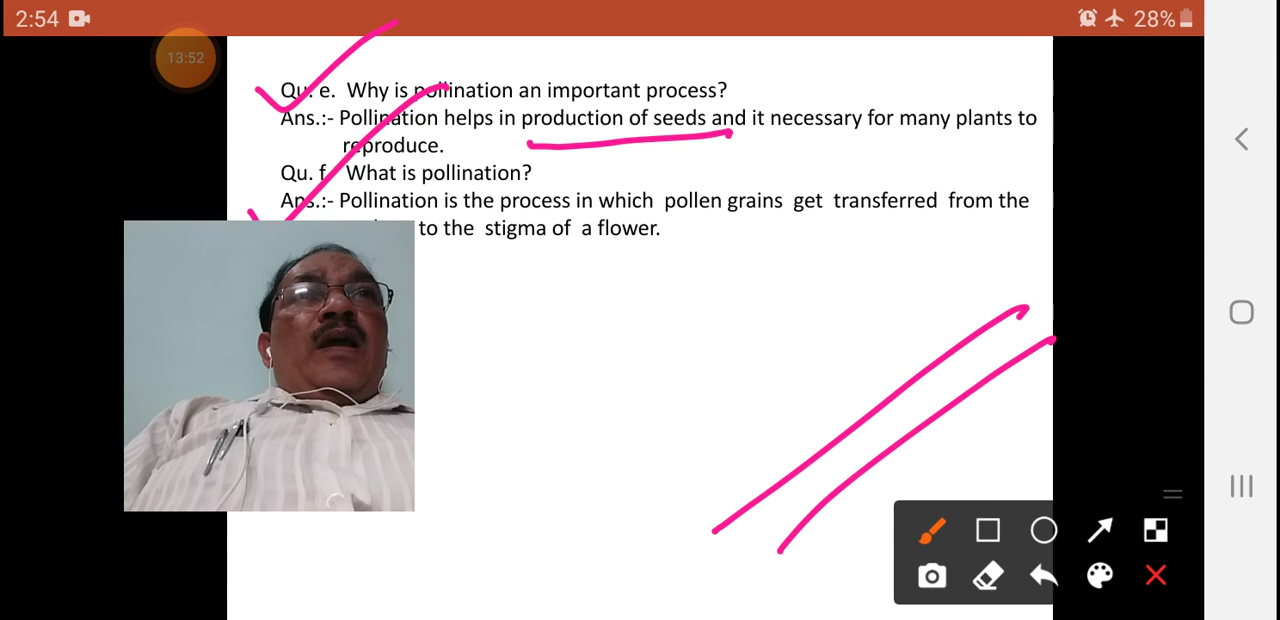 2:54 28%
13:52
Qu. e. Why is pollination an important process?
Ans.:- Pollination helps in production of seeds and it necessary for many plants to
reproduce.
Qu. f. What is pollination?
Ans.:- Pollination is the process in which pollen grains get transferred from the
to the stigma of a flower.